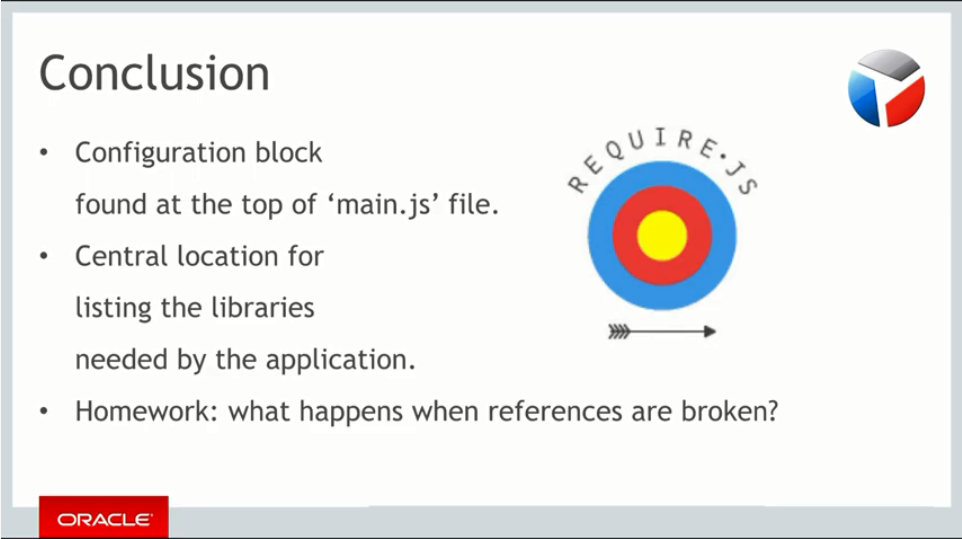 Conclusion
• Configuration block
found at the top of ‘main.js’ file.
• Central location for
listing the libraries
needed by the application.
• Homework: what happens when references are broken?
REQUIRE·JS
ORACLE®